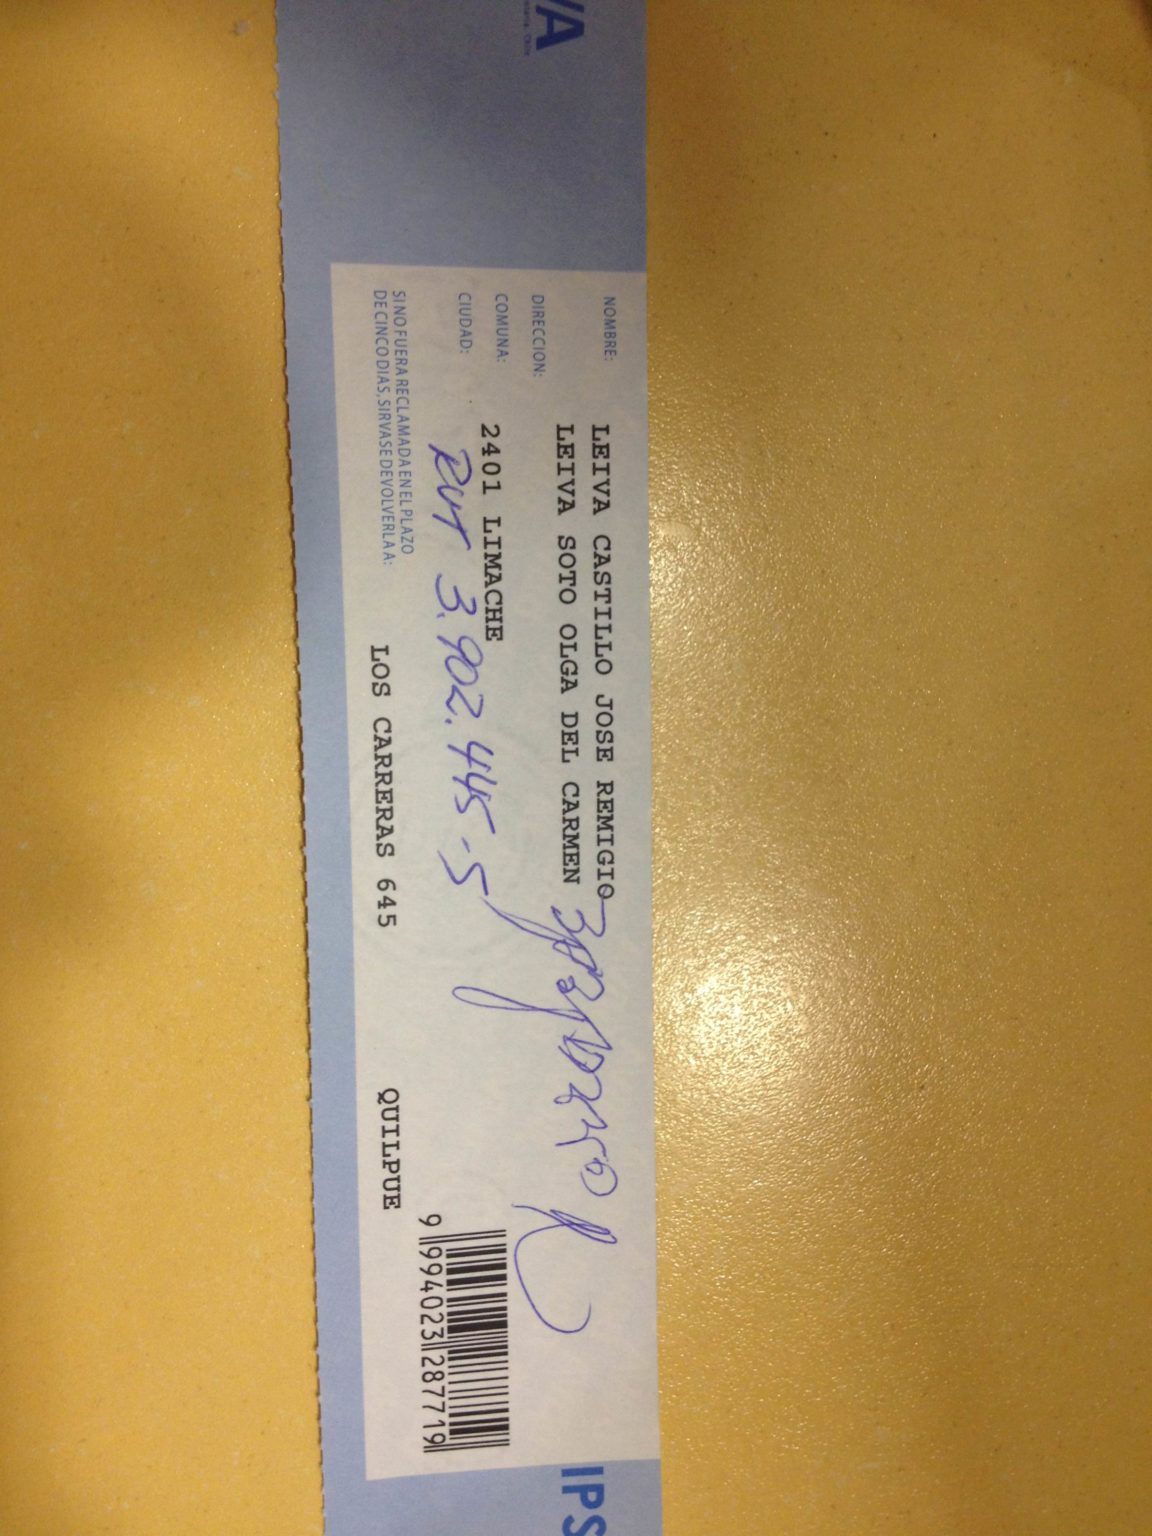 VA
NOMBRE: LEIVA CASTILLO JOSE REMIGIO
LEIVA SOTO OLGA DEL CARMEN
DIRECCION:
COMUNA: 2401 LIMACHE
CIUDAD:
RUT 3.902.445-5
SI NO FUERA RECLAMADA EN EL PLAZO
DE CINCO DIAS, SIRVASE DEVOLVERLA A:
LOS CARRERAS 645 QUILPUE
9 994023 287719
IPS